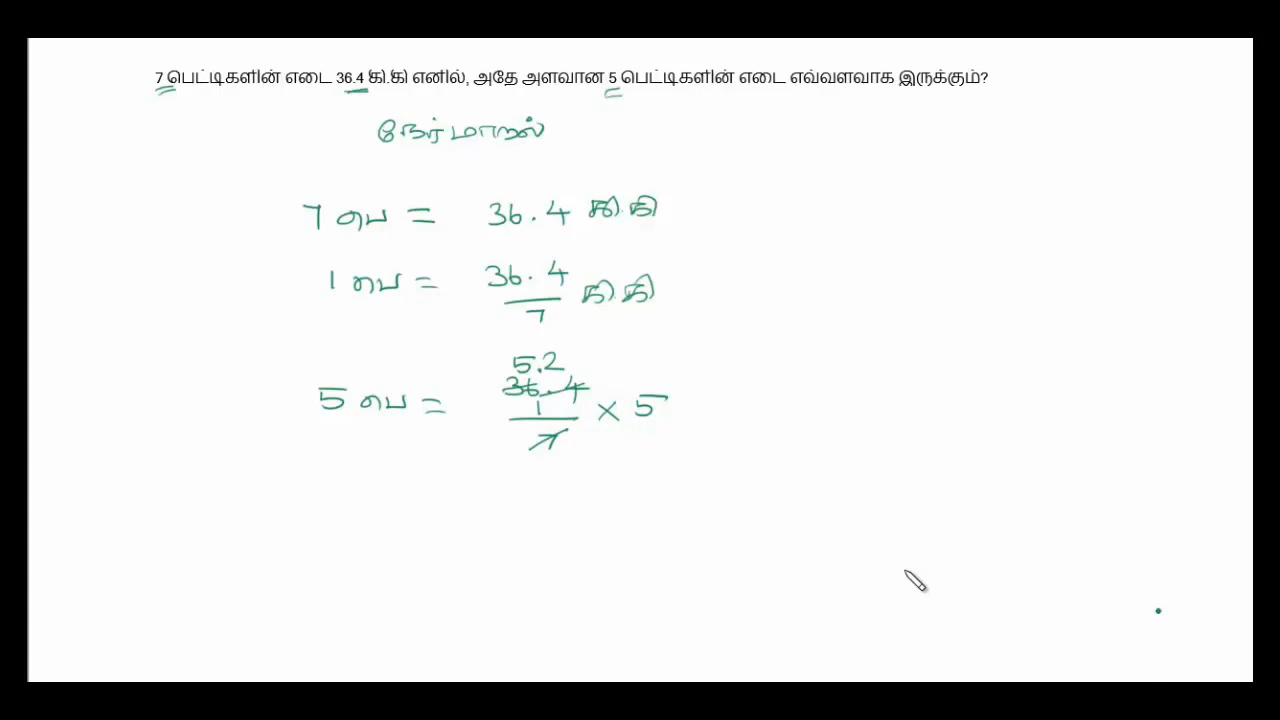 7 பெட்டிகளின் எடை 36.4 கி.கி எனில், அதே அளவான 5 பெட்டிகளின் எடை எவ்வளவாக இருக்கும்?
நேர்மாறல்
7 பெ = 36.4 கி.கி
1 பெ = 36.4/7 கி.கி
5.2
5 பெ = 36.4/7 × 5
1